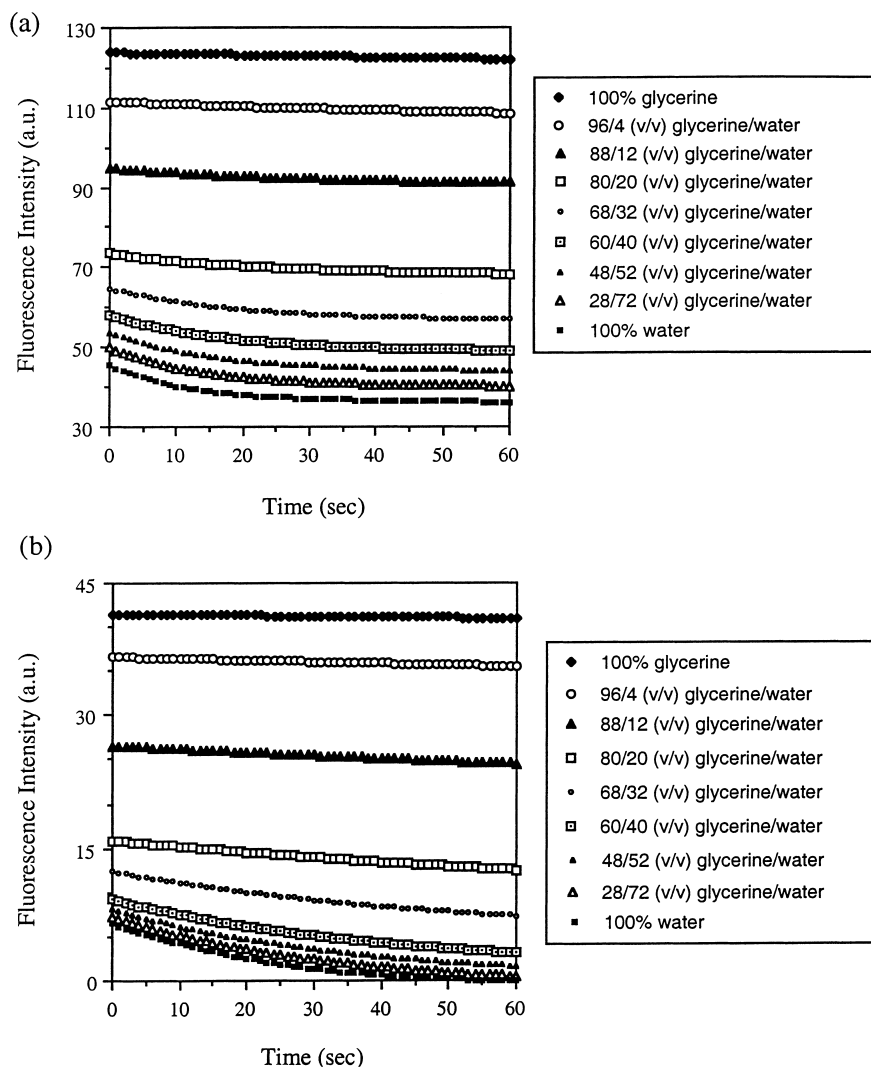 (a)
130
110
90
70
50
30
Fluorescence Intensity (a.u.)
0 10 20 30 40 50 60
Time (sec)
100% glycerine
96/4 (v/v) glycerine/water
88/12 (v/v) glycerine/water
80/20 (v/v) glycerine/water
68/32 (v/v) glycerine/water
60/40 (v/v) glycerine/water
48/52 (v/v) glycerine/water
28/72 (v/v) glycerine/water
100% water
(b)
45
30
15
0
Fluorescence Intensity (a.u.)
0 10 20 30 40 50 60
Time (sec)
100% glycerine
96/4 (v/v) glycerine/water
88/12 (v/v) glycerine/water
80/20 (v/v) glycerine/water
68/32 (v/v) glycerine/water
60/40 (v/v) glycerine/water
48/52 (v/v) glycerine/water
28/72 (v/v) glycerine/water
100% water